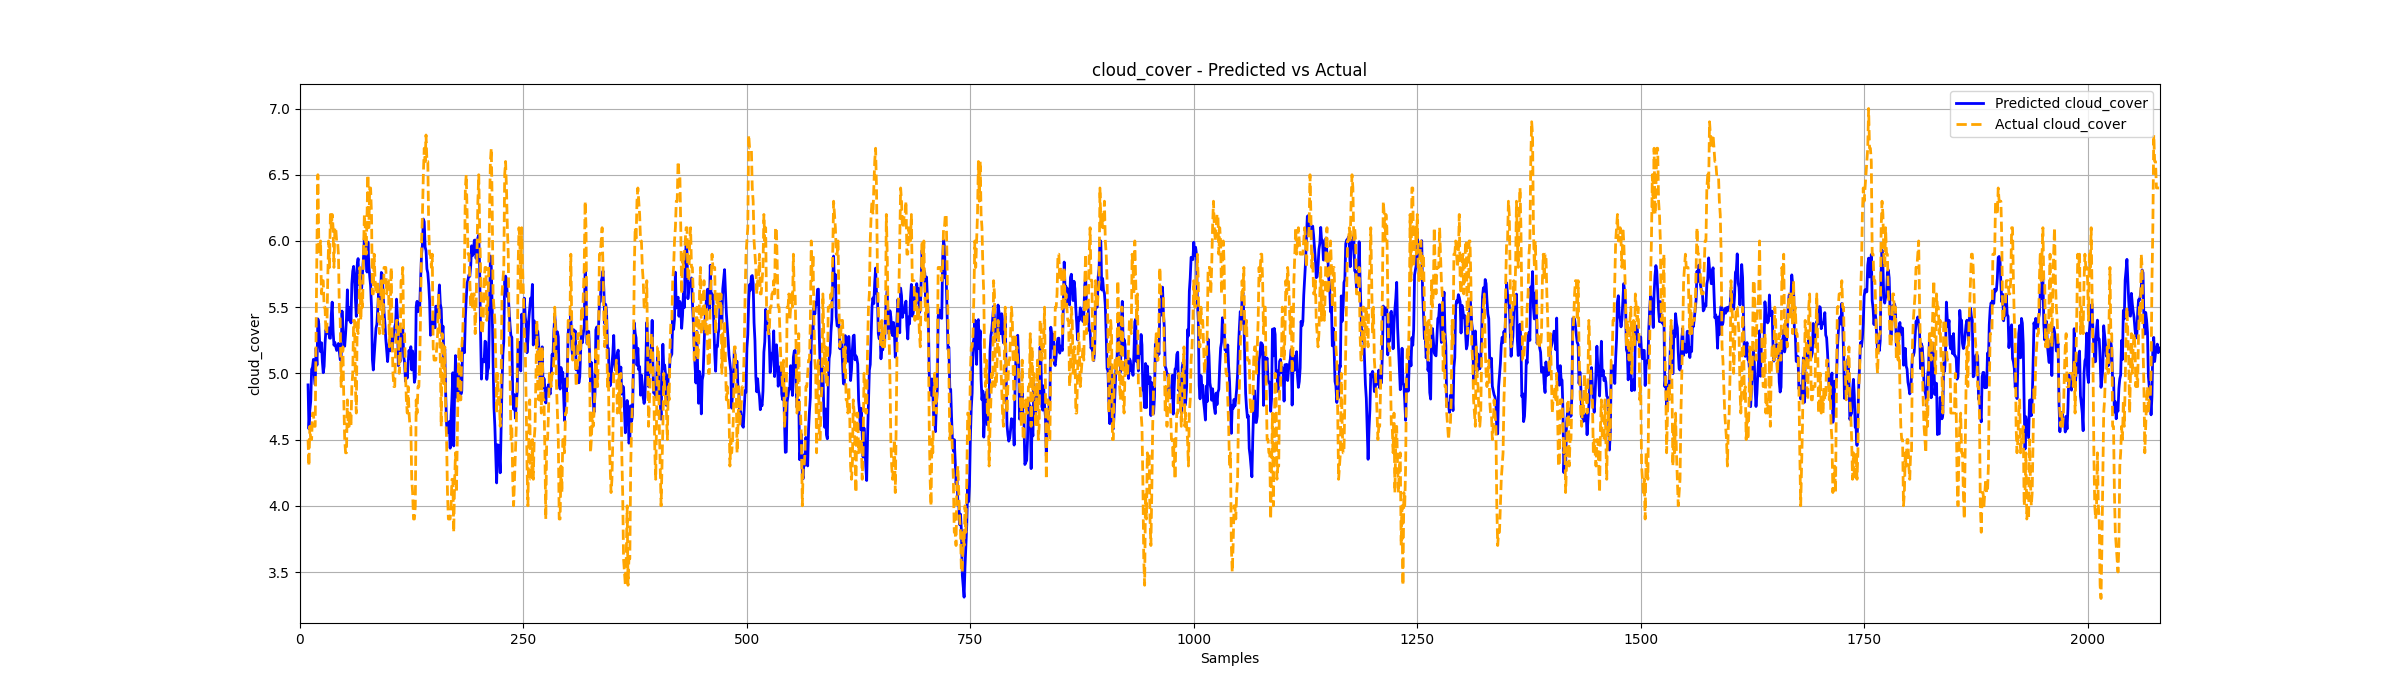 cloud_cover - Predicted vs Actual
Predicted cloud_cover
Actual cloud_cover
cloud_cover
7.0
6.5
6.0
5.5
5.0
4.5
4.0
3.5
0 250 500 750 1000 1250 1500 1750 2000
Samples